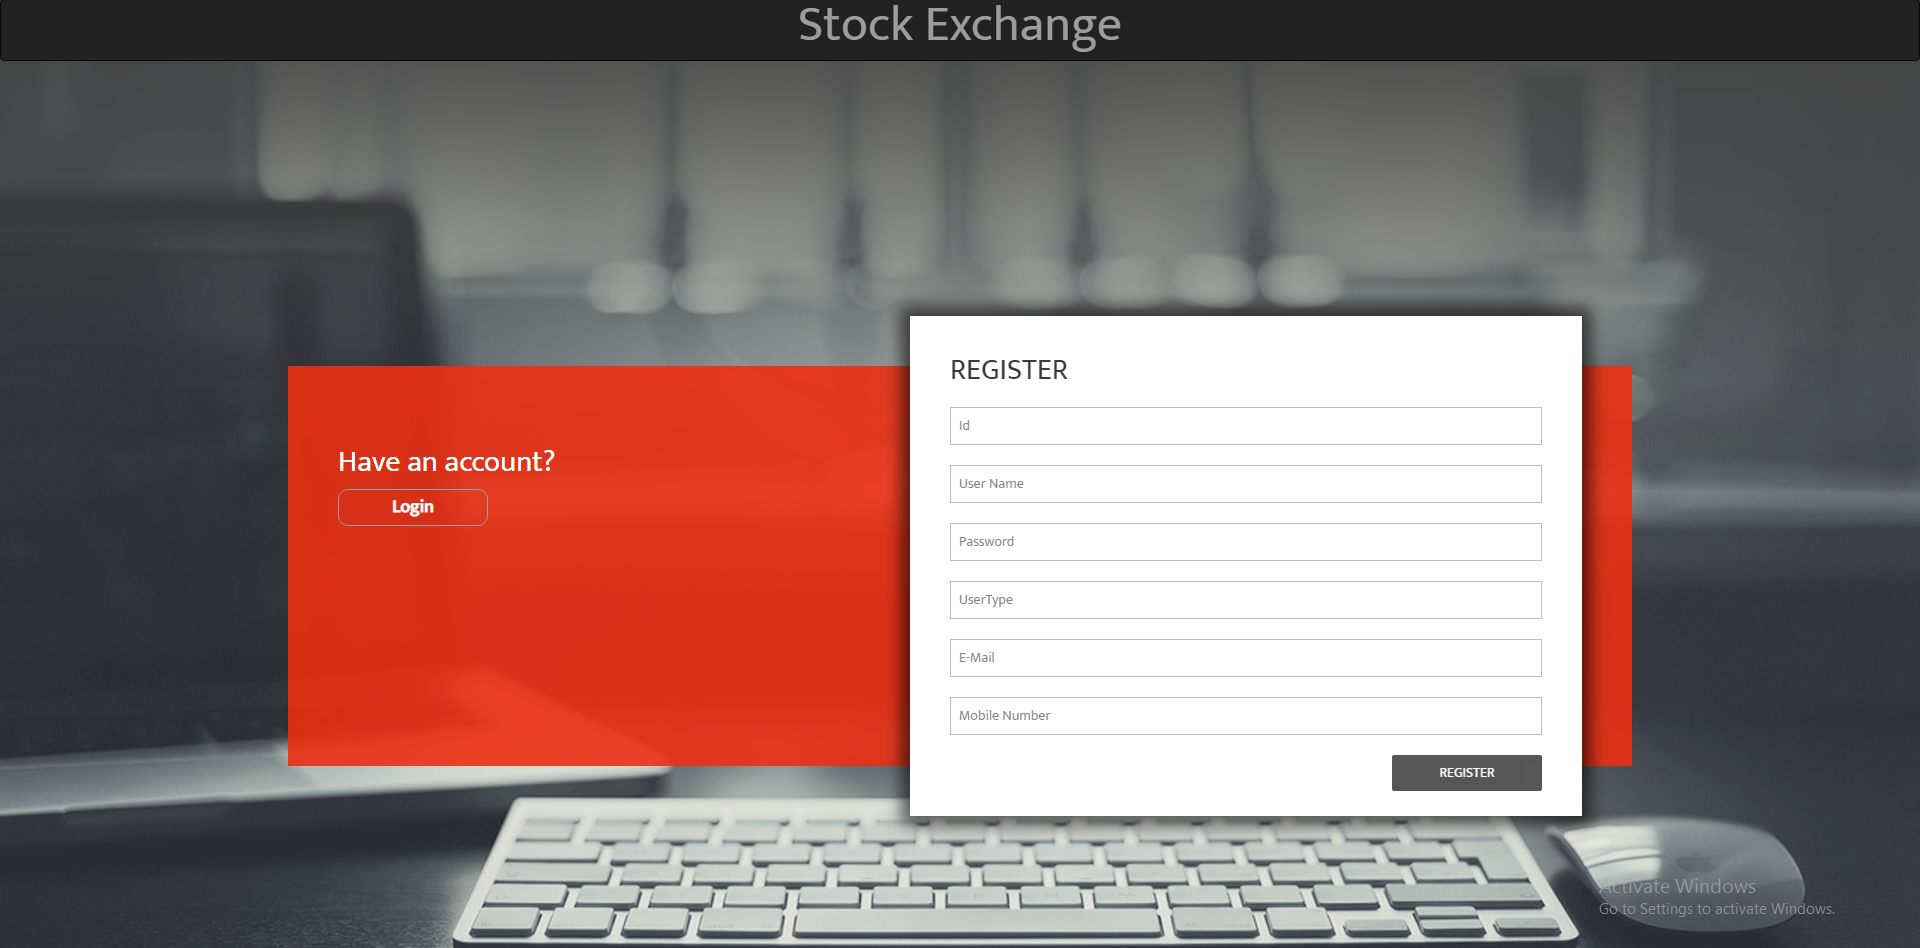 Stock Exchange
Have an account?
Login
REGISTER
Id
User Name
Password
UserType
E-Mail
Mobile Number
REGISTER
Activate Windows
Go to Settings to activate Windows.